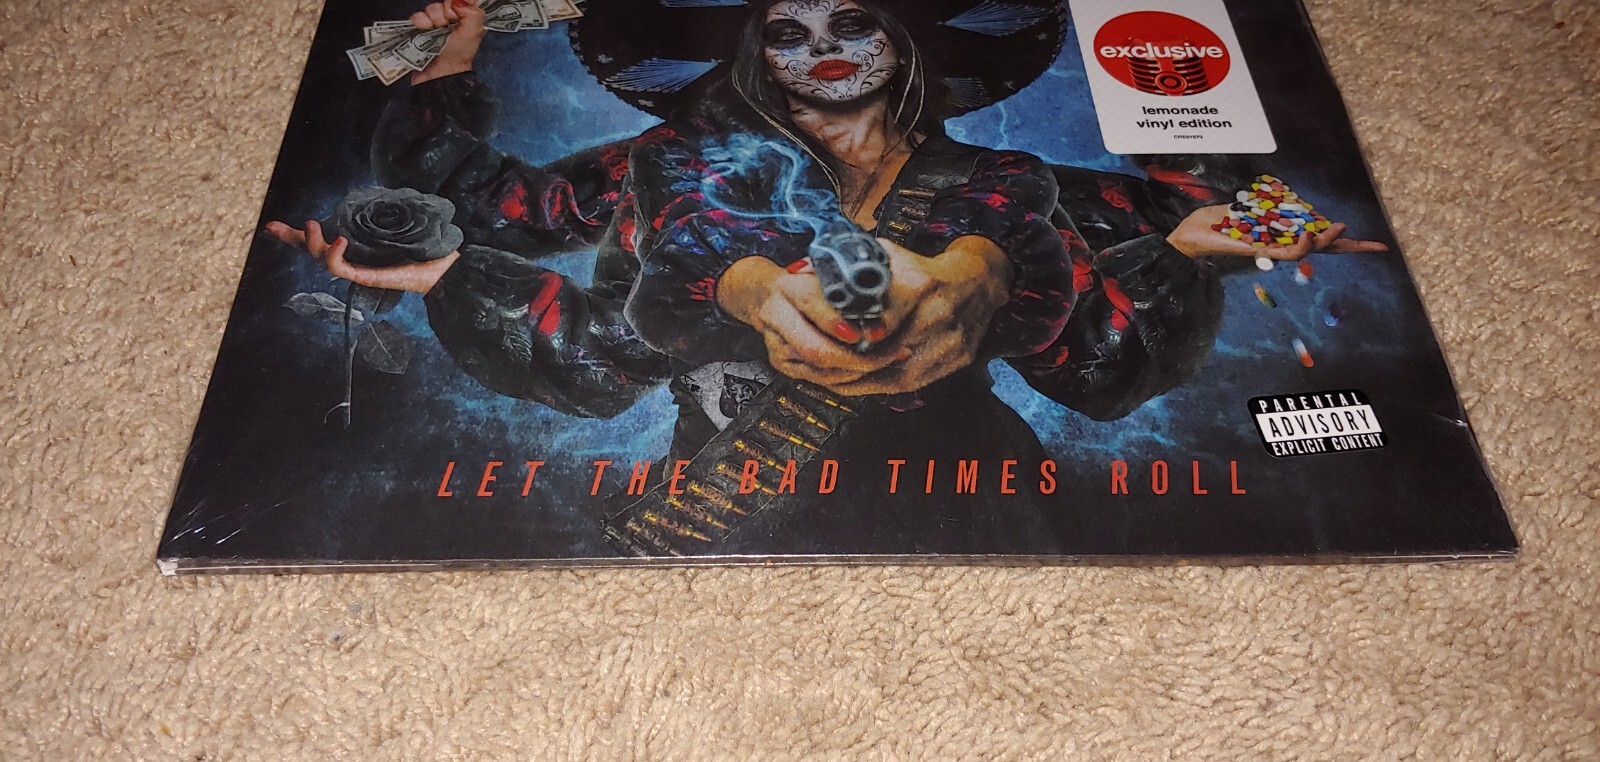 exclusive
lemonade
vinyl edition
LET THE BAD TIMES ROLL
PARENTAL
ADVISORY
EXPLICIT CONTENT